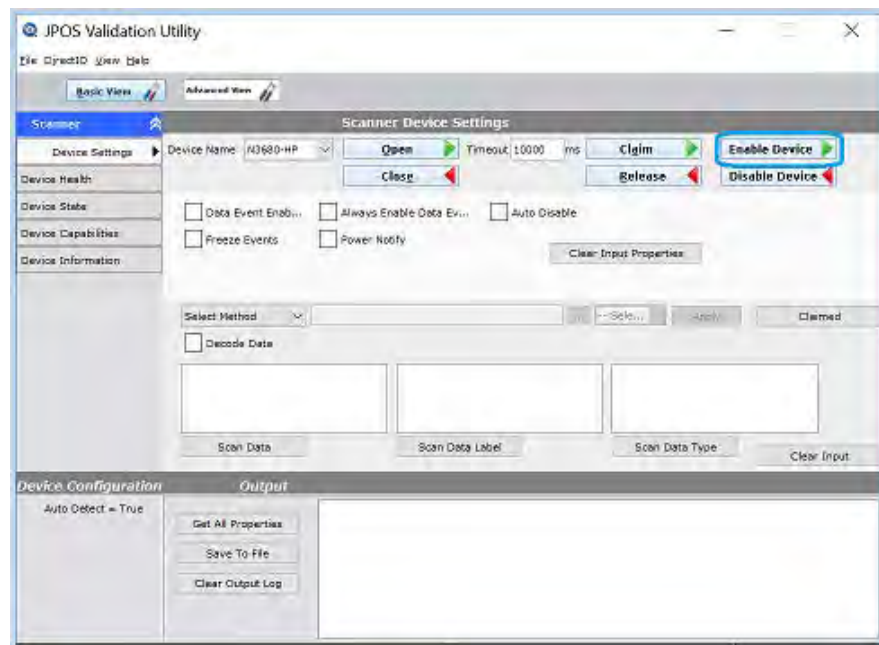 JPOS Validation Utility
File DirectIO View Help
Basic View Advanced View
Scanner Scanner Device Settings
Device Settings Device Name N3680-HP Open Timeout 10000 ms Claim Enable Device
Device Health Close Release Disable Device
Device State Data Event Enab... Always Enable Data Ev... Auto Disable
Device Capabilities Freeze Events Power Notify
Device Information Clear Input Properties
Select Method --Sele... Apply Claimed
Decode Data
Scan Data Scan Data Label Scan Data Type Clear Input
Device Configuration Output
Auto Detect = True
Get All Properties
Save To File
Clear Output Log